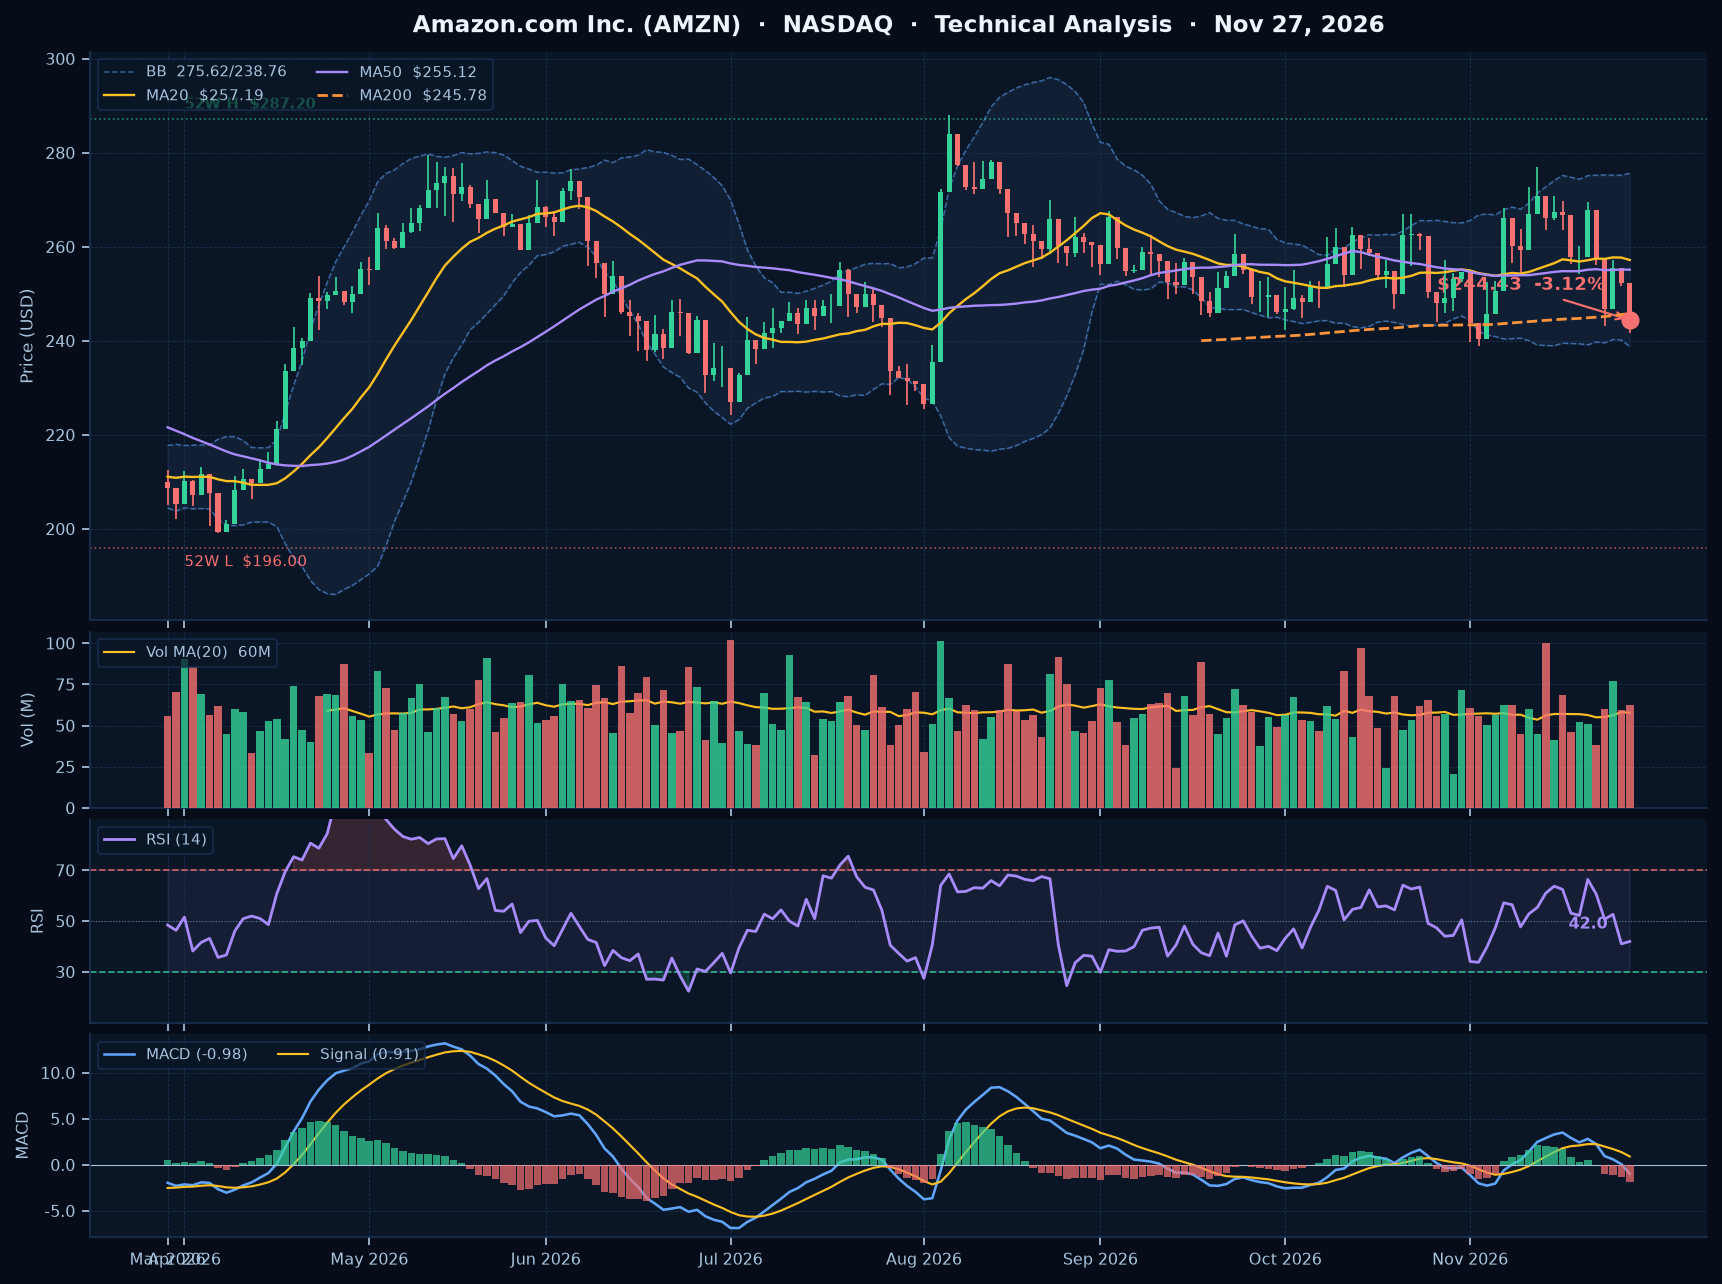 Amazon.com Inc. (AMZN)  ·  NASDAQ  ·  Technical Analysis  ·  Nov 27, 2026
BB  275.62/238.76
MA20  $257.19
MA50  $255.12
MA200  $245.78
52W H  $287.20
Price (USD)
300
280
260
240
220
200
$244.43  -3.12%
52W L  $196.00
Vol MA(20)  60M
Vol (M)
100
75
50
25
0
RSI (14)
RSI
70
50
30
42.0
MACD (-0.98)
Signal (0.91)
MACD
10.0
5.0
0.0
-5.0
Mar 2026
Apr 2026
May 2026
Jun 2026
Jul 2026
Aug 2026
Sep 2026
Oct 2026
Nov 2026